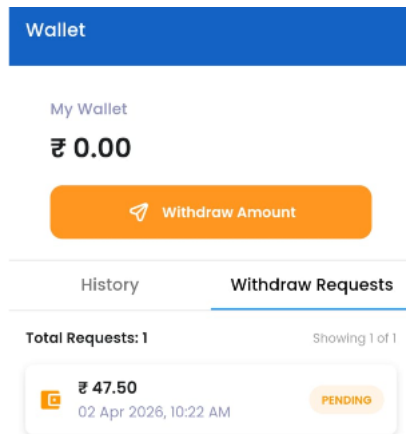 Wallet
My Wallet
₹ 0.00
Withdraw Amount
History Withdraw Requests
Total Requests: 1 Showing 1 of 1
₹ 47.50
02 Apr 2026, 10:22 AM
PENDING